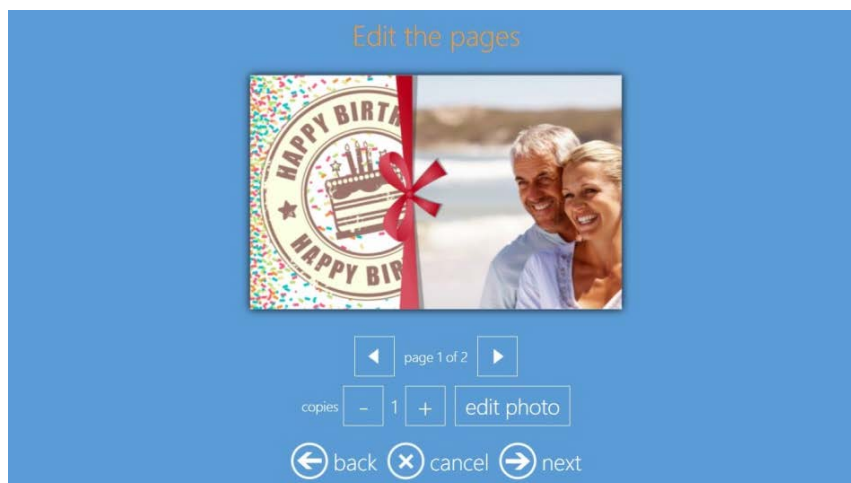 Edit the pages
HAPPY BIRTH
HAPPY BIR
page 1 of 2
copies - 1 + edit photo
back cancel next